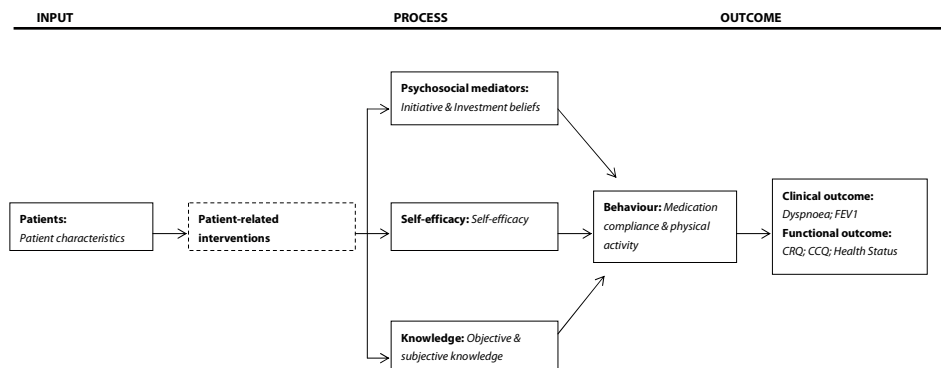 INPUT PROCESS OUTCOME
Psychosocial mediators:
Initiative & Investment beliefs
Patients:
Patient characteristics
Patient-related
interventions
Self-efficacy: Self-efficacy
Behaviour: Medication
compliance & physical
activity
Clinical outcome:
Dyspnoea; FEV1
Functional outcome:
CRQ; CCQ; Health Status
Knowledge: Objective &
subjective knowledge